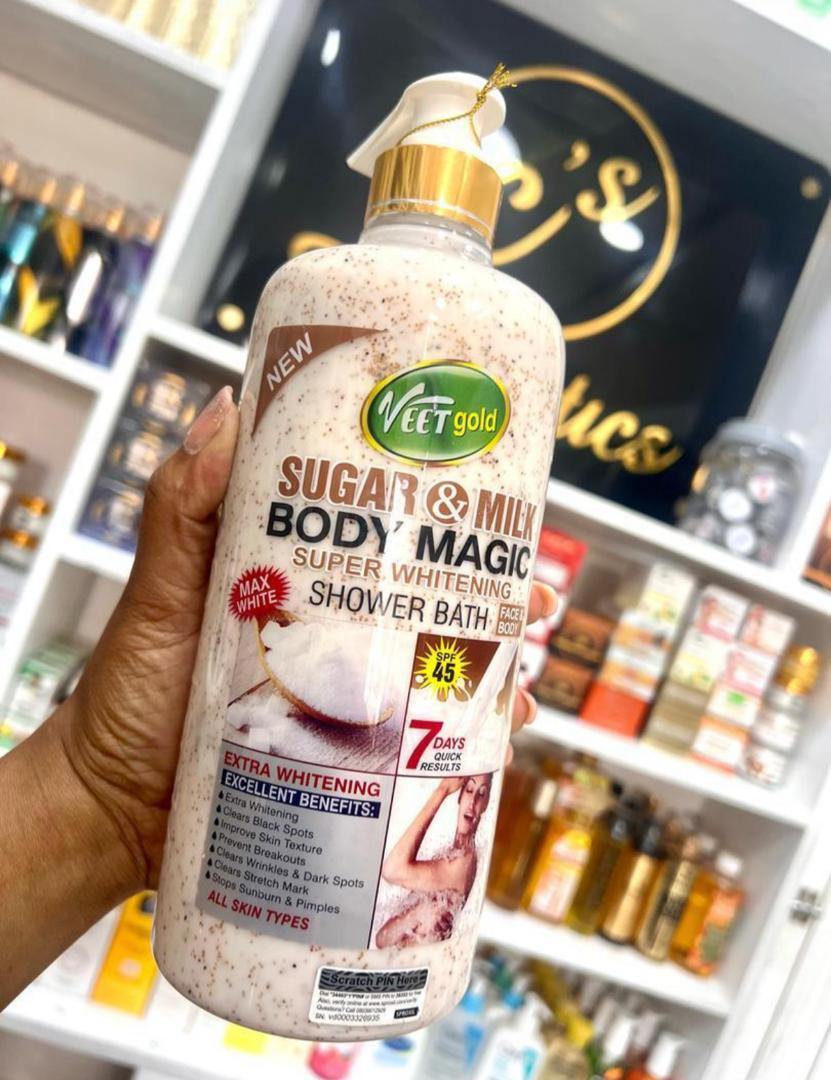 NEW
VEET gold
SUGAR & MILK
BODY MAGIC
SUPER WHITENING
MAX
WHITE
SHOWER BATH
FACE &
BODY
SPF
45
7 DAYS
QUICK
RESULTS
EXTRA WHITENING
EXCELLENT BENEFITS:
Extra Whitening
Clears Black Spots
Improve Skin Texture
Prevent Breakouts
Clears Wrinkles & Dark Spots
Clears Stretch Mark
Stops Sunburn & Pimples
ALL SKIN TYPES
Scratch PIN Here